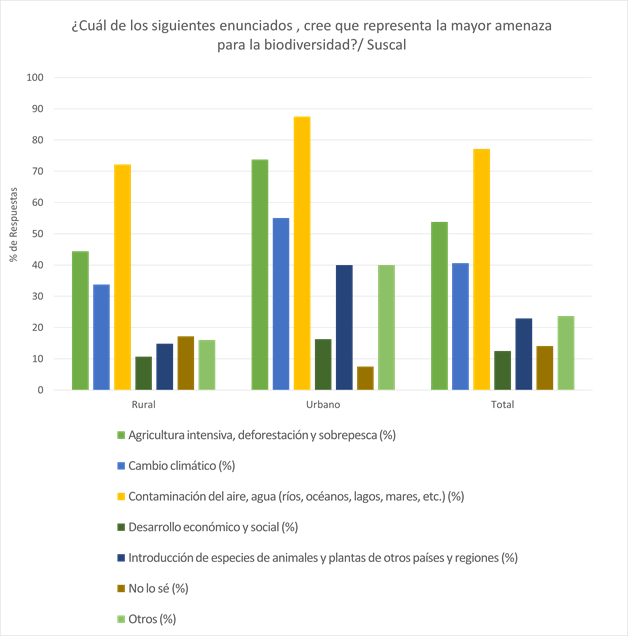 ¿Cuál de los siguientes enunciados , cree que representa la mayor amenaza
para la biodiversidad?/ Suscal
% de Respuestas
100
90
80
70
60
50
40
30
20
10
0
Rural
Urbano
Total
Agricultura intensiva, deforestación y sobrepesca (%)
Cambio climático (%)
Contaminación del aire, agua (ríos, océanos, lagos, mares, etc.) (%)
Desarrollo económico y social (%)
Introducción de especies de animales y plantas de otros países y regiones (%)
No lo sé (%)
Otros (%)